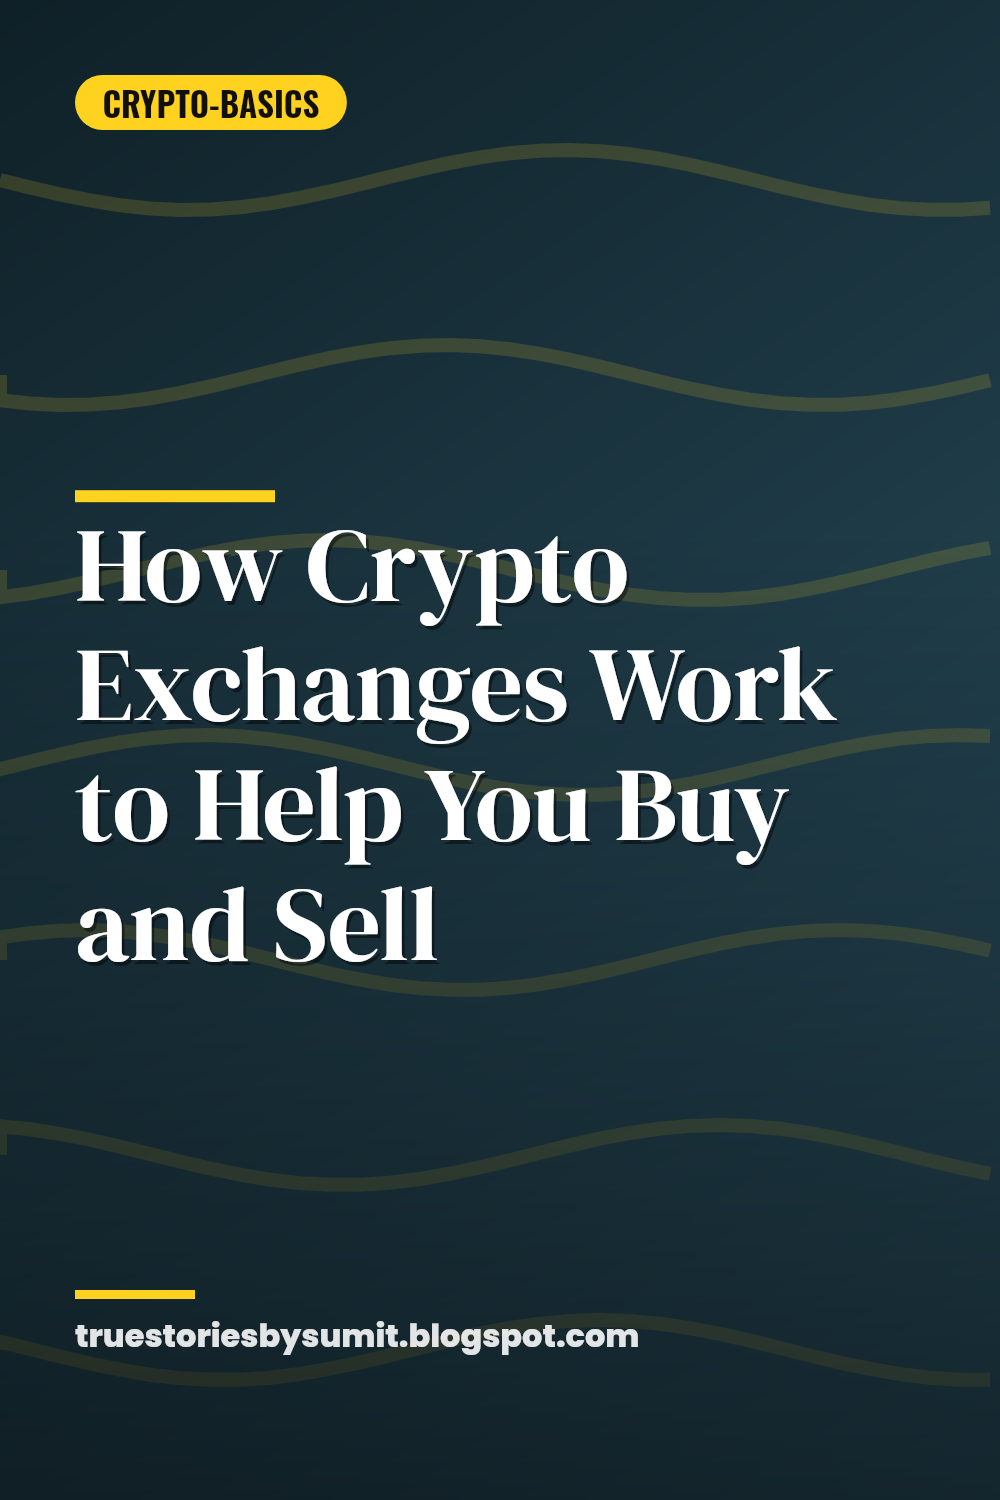 CRYPTO-BASICS
How Crypto
Exchanges Work
to Help You Buy
and Sell
truestoriesbysumit.blogspot.com